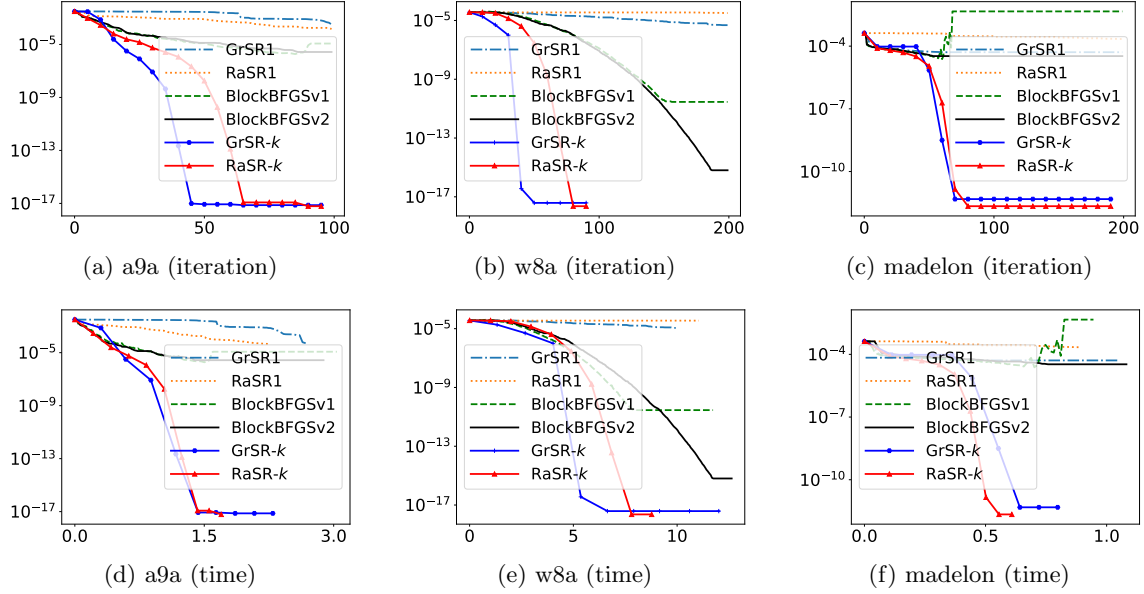 10⁻⁵
10⁻⁹
10⁻¹³
10⁻¹⁷
0
50
100
GrSR1
RaSR1
BlockBFGSv1
BlockBFGSv2
GrSR-k
RaSR-k
(a) a9a (iteration)
10⁻⁵
10⁻⁹
10⁻¹³
10⁻¹⁷
0
100
200
GrSR1
RaSR1
BlockBFGSv1
BlockBFGSv2
GrSR-k
RaSR-k
(b) w8a (iteration)
10⁻⁴
10⁻⁷
10⁻¹⁰
0
100
200
GrSR1
RaSR1
BlockBFGSv1
BlockBFGSv2
GrSR-k
RaSR-k
(c) madelon (iteration)
10⁻⁵
10⁻⁹
10⁻¹³
10⁻¹⁷
0.0
1.5
3.0
GrSR1
RaSR1
BlockBFGSv1
BlockBFGSv2
GrSR-k
RaSR-k
(d) a9a (time)
10⁻⁵
10⁻⁹
10⁻¹³
10⁻¹⁷
0
5
10
GrSR1
RaSR1
BlockBFGSv1
BlockBFGSv2
GrSR-k
RaSR-k
(e) w8a (time)
10⁻⁴
10⁻⁷
10⁻¹⁰
0.0
0.5
1.0
GrSR1
RaSR1
BlockBFGSv1
BlockBFGSv2
GrSR-k
RaSR-k
(f) madelon (time)